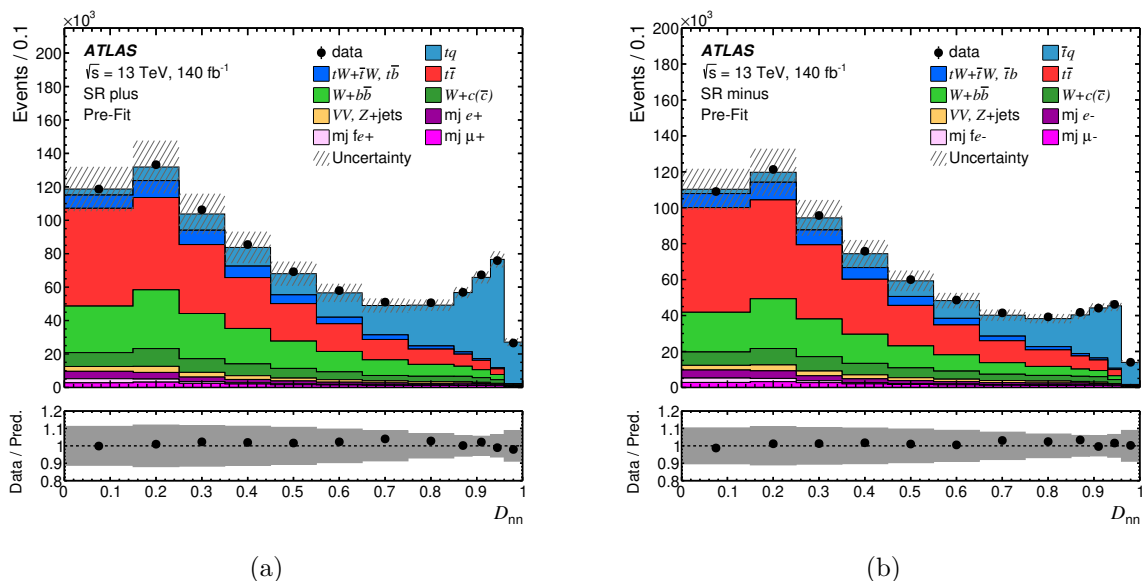 ×10³
Events / 0.1
200
180
160
140
120
100
80
60
40
20
0
ATLAS
√s = 13 TeV, 140 fb⁻¹
SR plus
Pre-Fit
data
tq
tW+t̅W, tb̅
tt̅
W+bb̅
W+c(c̅)
VV, Z+jets
mj e+
mj fe+
mj μ+
Uncertainty
Data / Pred.
1.2
1.1
1.0
0.9
0.8
0 0.1 0.2 0.3 0.4 0.5 0.6 0.7 0.8 0.9 1
Dnn
(a)
×10³
Events / 0.1
200
180
160
140
120
100
80
60
40
20
0
ATLAS
√s = 13 TeV, 140 fb⁻¹
SR minus
Pre-Fit
data
t̅q
tW+t̅W, t̅b
tt̅
W+bb̅
W+c(c̅)
VV, Z+jets
mj e-
mj fe-
mj μ-
Uncertainty
Data / Pred.
1.2
1.1
1.0
0.9
0.8
0 0.1 0.2 0.3 0.4 0.5 0.6 0.7 0.8 0.9 1
Dnn
(b)